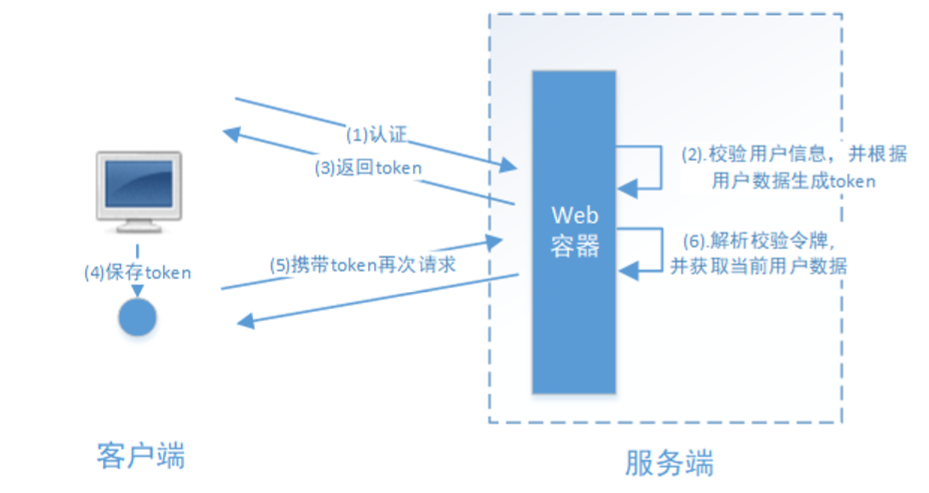 (1)认证
(3)返回token
(2).校验用户信息，并根据
用户数据生成token
Web
容器
(4)保存token
(5)携带token再次请求
(6).解析校验令牌,
并获取当前用户数据
客户端
服务端